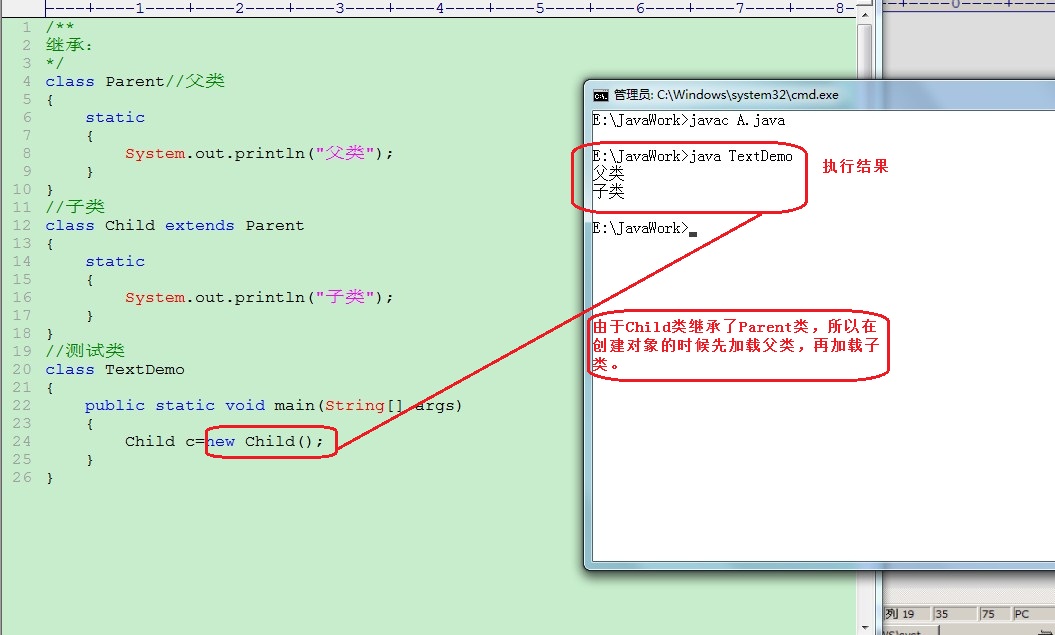 ----+----1----+----2----+----3----+----4----+----5----+----6----+----7----+----8-
1 /**
2 继承:
3 */
4 class Parent//父类
5 {
6 static
7 {
8 System.out.println("父类");
9 }
10 }
11 //子类
12 class Child extends Parent
13 {
14 static
15 {
16 System.out.println("子类");
17 }
18 }
19 //测试类
20 class TextDemo
21 {
22 public static void main(String[] args)
23 {
24 Child c=new Child();
25 }
26 }
管理员: C:\Windows\system32\cmd.exe
E:\JavaWork>javac A.java
E:\JavaWork>java TextDemo
父类
子类
E:\JavaWork>
执行结果
由于Child类继承了Parent类，所以在
创建对象的时候先加载父类，再加载子
类。
列 19 35 75 PC